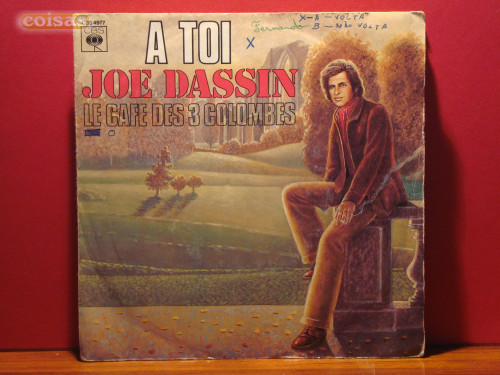 coisas
CBS
A TOI
X
Fernando
X-A - VOLTA
B - NÃO VOLTA
JOE DASSIN
LE CAFE DES 3 COLOMBES